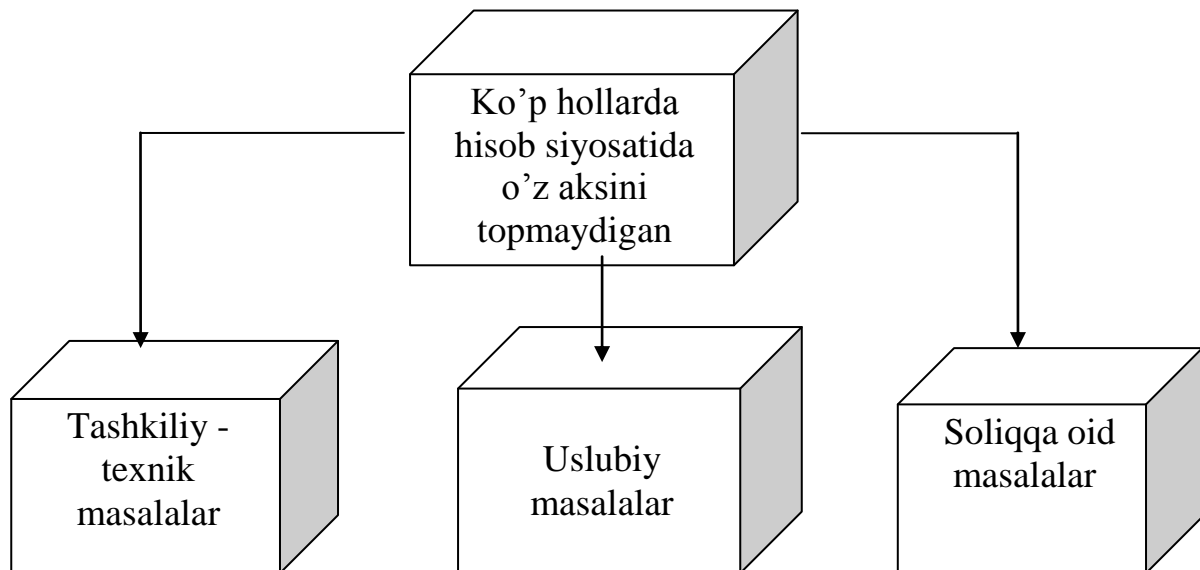 Ko’p hollarda
hisob siyosatida
o’z aksini
topmaydigan
Tashkiliy -
texnik
masalalar
Uslubiy
masalalar
Soliqqa oid
masalalar